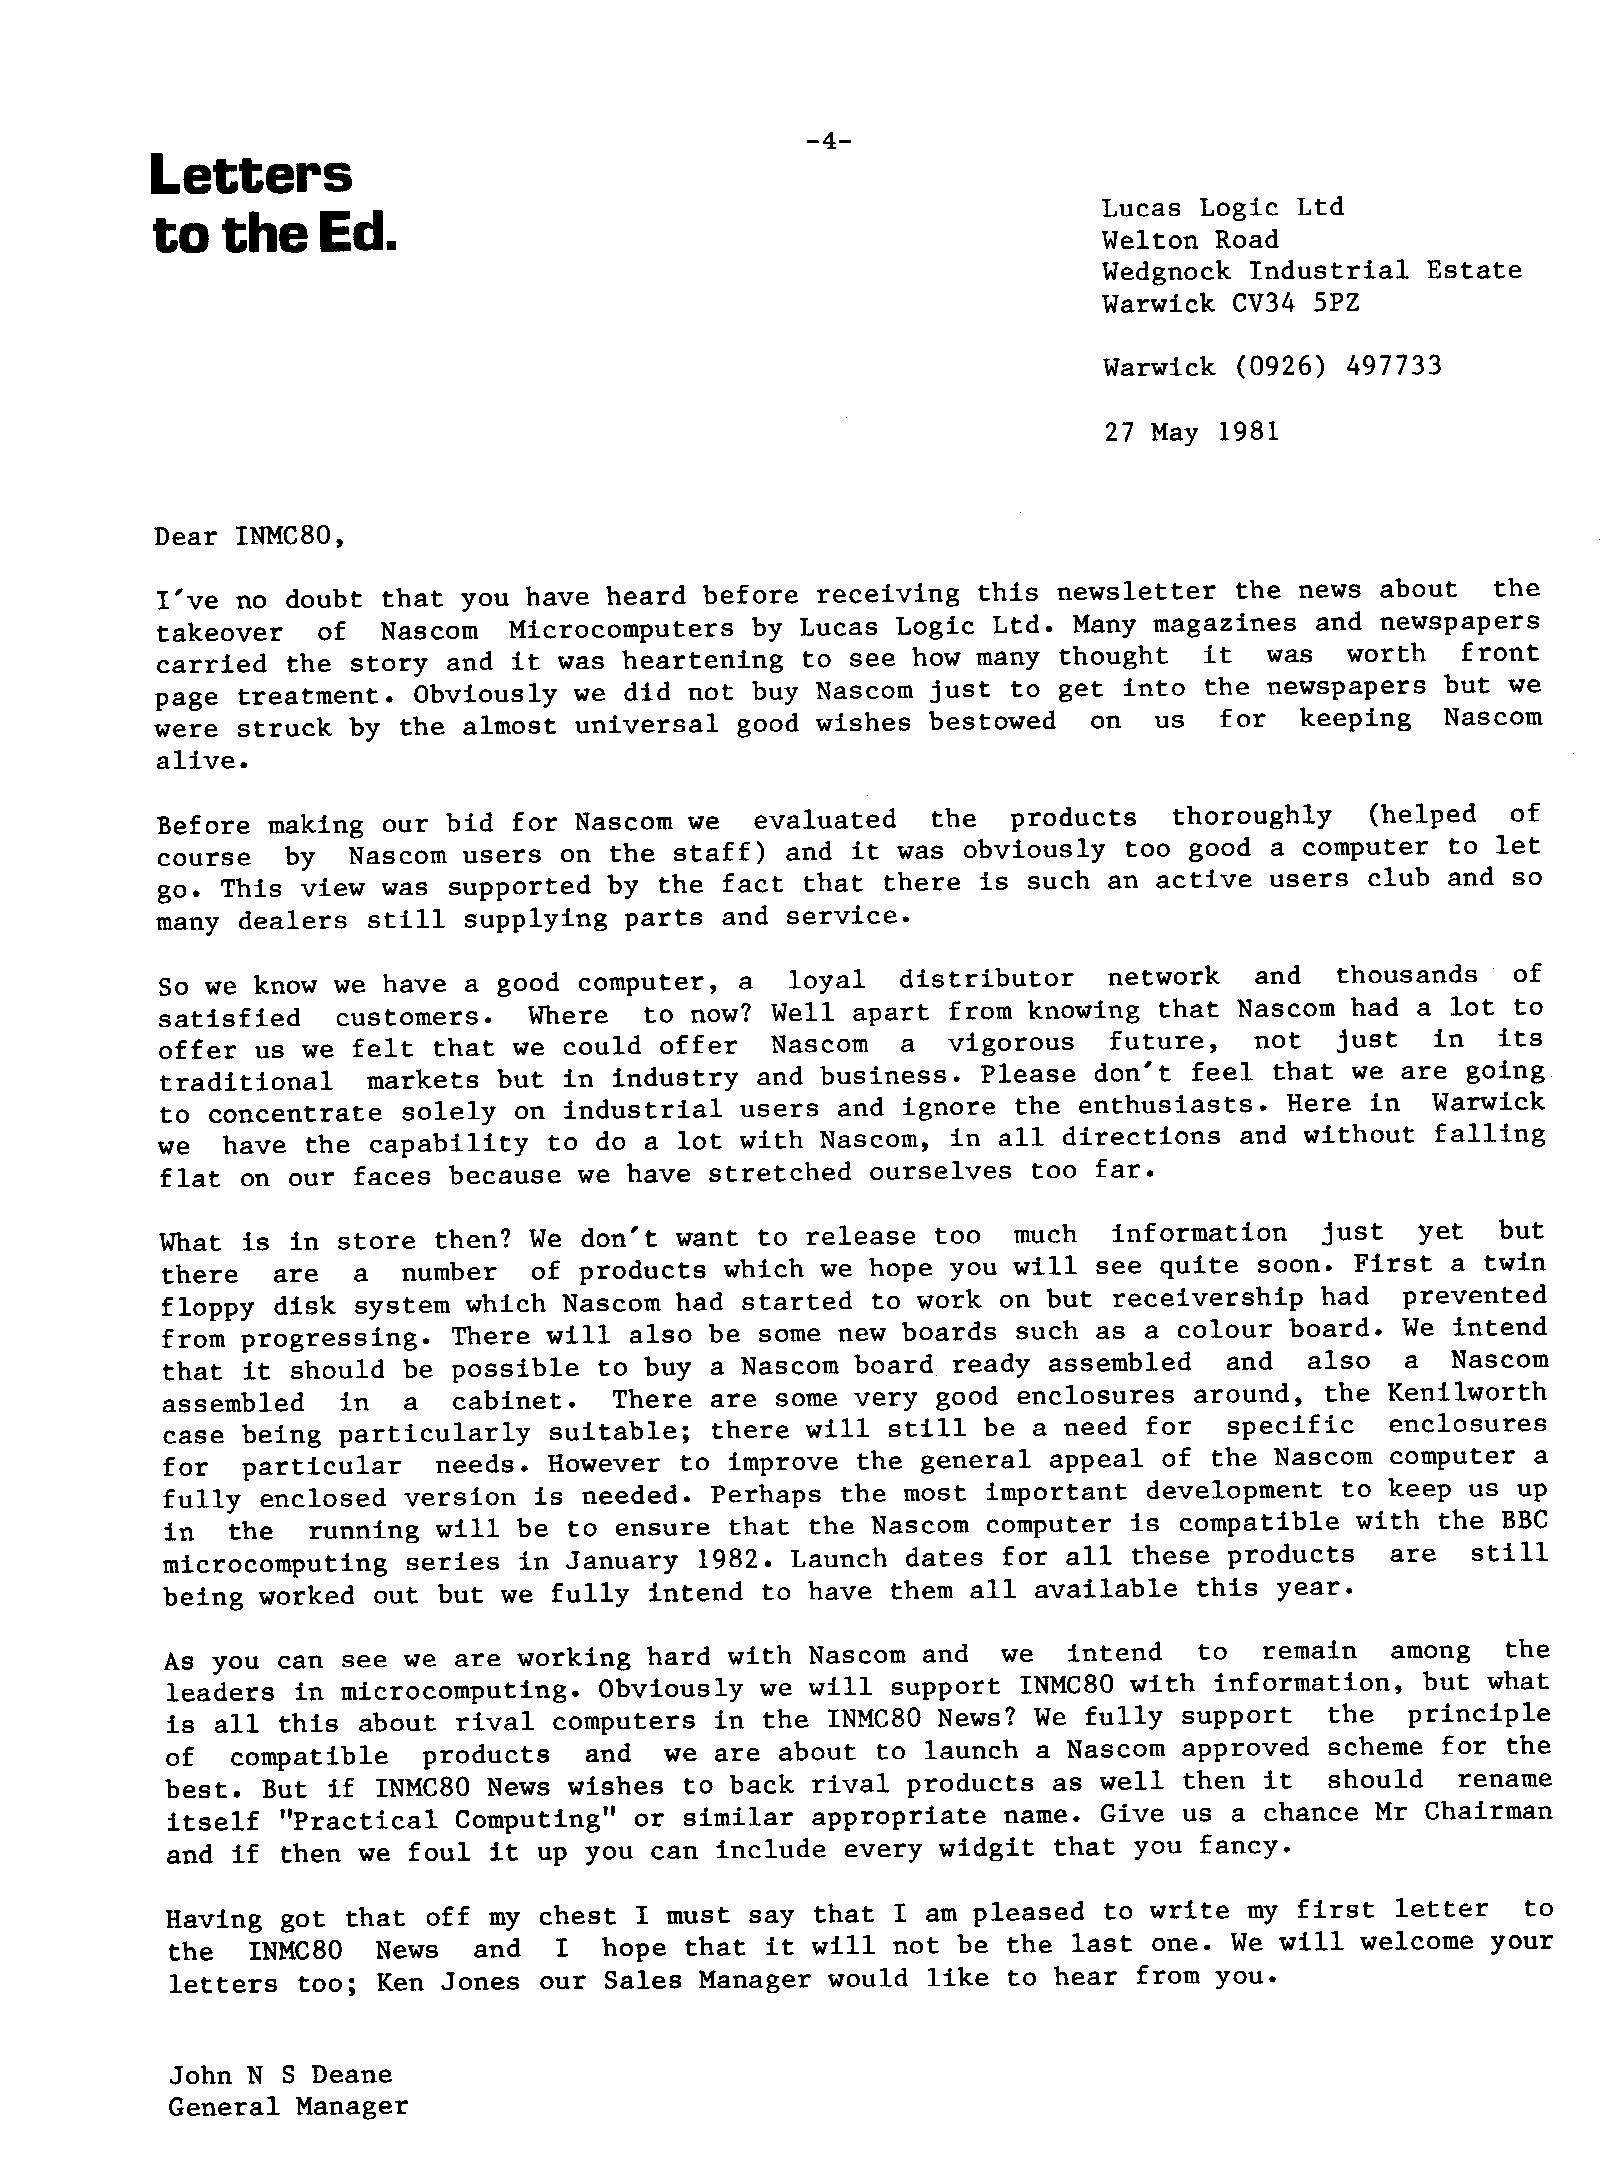 -4-
Letters
to the Ed.
Lucas Logic Ltd
Welton Road
Wedgnock Industrial Estate
Warwick CV34 5PZ
Warwick (0926) 497733
27 May 1981
Dear INMC80,
I've no doubt that you have heard before receiving this newsletter the news about the
takeover of Nascom Microcomputers by Lucas Logic Ltd. Many magazines and newspapers
carried the story and it was heartening to see how many thought it was worth front
page treatment. Obviously we did not buy Nascom just to get into the newspapers but we
were struck by the almost universal good wishes bestowed on us for keeping Nascom
alive.
Before making our bid for Nascom we evaluated the products thoroughly (helped of
course by Nascom users on the staff) and it was obviously too good a computer to let
go. This view was supported by the fact that there is such an active users club and so
many dealers still supplying parts and service.
So we know we have a good computer, a loyal distributor network and thousands of
satisfied customers. Where to now? Well apart from knowing that Nascom had a lot to
offer us we felt that we could offer Nascom a vigorous future, not just in its
traditional markets but in industry and business. Please don't feel that we are going
to concentrate solely on industrial users and ignore the enthusiasts. Here in Warwick
we have the capability to do a lot with Nascom, in all directions and without falling
flat on our faces because we have stretched ourselves too far.
What is in store then? We don't want to release too much information just yet but
there are a number of products which we hope you will see quite soon. First a twin
floppy disk system which Nascom had started to work on but receivership had prevented
from progressing. There will also be some new boards such as a colour board. We intend
that it should be possible to buy a Nascom board ready assembled and also a Nascom
assembled in a cabinet. There are some very good enclosures around, the Kenilworth
case being particularly suitable; there will still be a need for specific enclosures
for particular needs. However to improve the general appeal of the Nascom computer a
fully enclosed version is needed. Perhaps the most important development to keep us up
in the running will be to ensure that the Nascom computer is compatible with the BBC
microcomputing series in January 1982. Launch dates for all these products are still
being worked out but we fully intend to have them all available this year.
As you can see we are working hard with Nascom and we intend to remain among the
leaders in microcomputing. Obviously we will support INMC80 with information, but what
is all this about rival computers in the INMC80 News? We fully support the principle
of compatible products and we are about to launch a Nascom approved scheme for the
best. But if INMC80 News wishes to back rival products as well then it should rename
itself "Practical Computing" or similar appropriate name. Give us a chance Mr Chairman
and if then we foul it up you can include every widgit that you fancy.
Having got that off my chest I must say that I am pleased to write my first letter to
the INMC80 News and I hope that it will not be the last one. We will welcome your
letters too; Ken Jones our Sales Manager would like to hear from you.
John N S Deane
General Manager